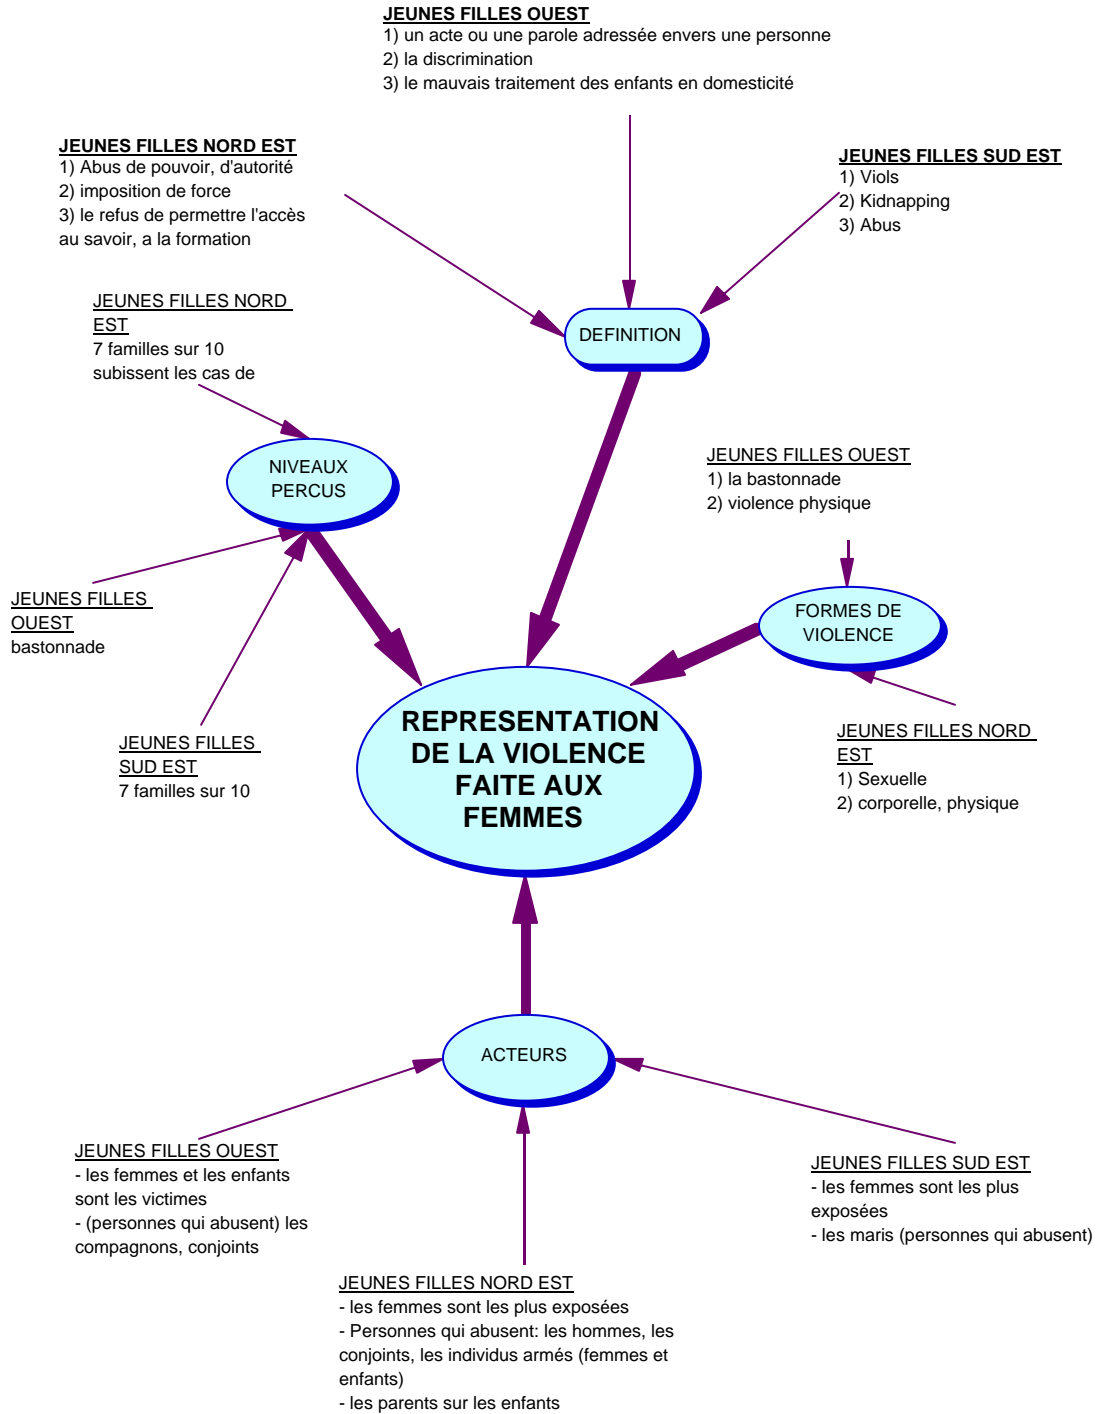 JEUNES FILLES OUEST
1) un acte ou une parole adressée envers une personne
2) la discrimination
3) le mauvais traitement des enfants en domesticité
JEUNES FILLES NORD EST
1) Abus de pouvoir, d'autorité
2) imposition de force
3) le refus de permettre l'accès
au savoir, a la formation
JEUNES FILLES SUD EST
1) Viols
2) Kidnapping
3) Abus
DEFINITION
JEUNES FILLES NORD
EST
7 familles sur 10
subissent les cas de
NIVEAUX
PERCUS
JEUNES FILLES OUEST
1) la bastonnade
2) violence physique
JEUNES FILLES
OUEST
bastonnade
FORMES DE
VIOLENCE
JEUNES FILLES
SUD EST
7 familles sur 10
REPRESENTATION
DE LA VIOLENCE
FAITE AUX
FEMMES
JEUNES FILLES NORD
EST
1) Sexuelle
2) corporelle, physique
ACTEURS
JEUNES FILLES OUEST
- les femmes et les enfants
sont les victimes
- (personnes qui abusent) les
compagnons, conjoints
JEUNES FILLES SUD EST
- les femmes sont les plus
exposées
- les maris (personnes qui abusent)
JEUNES FILLES NORD EST
- les femmes sont les plus exposées
- Personnes qui abusent: les hommes, les
conjoints, les individus armés (femmes et
enfants)
- les parents sur les enfants